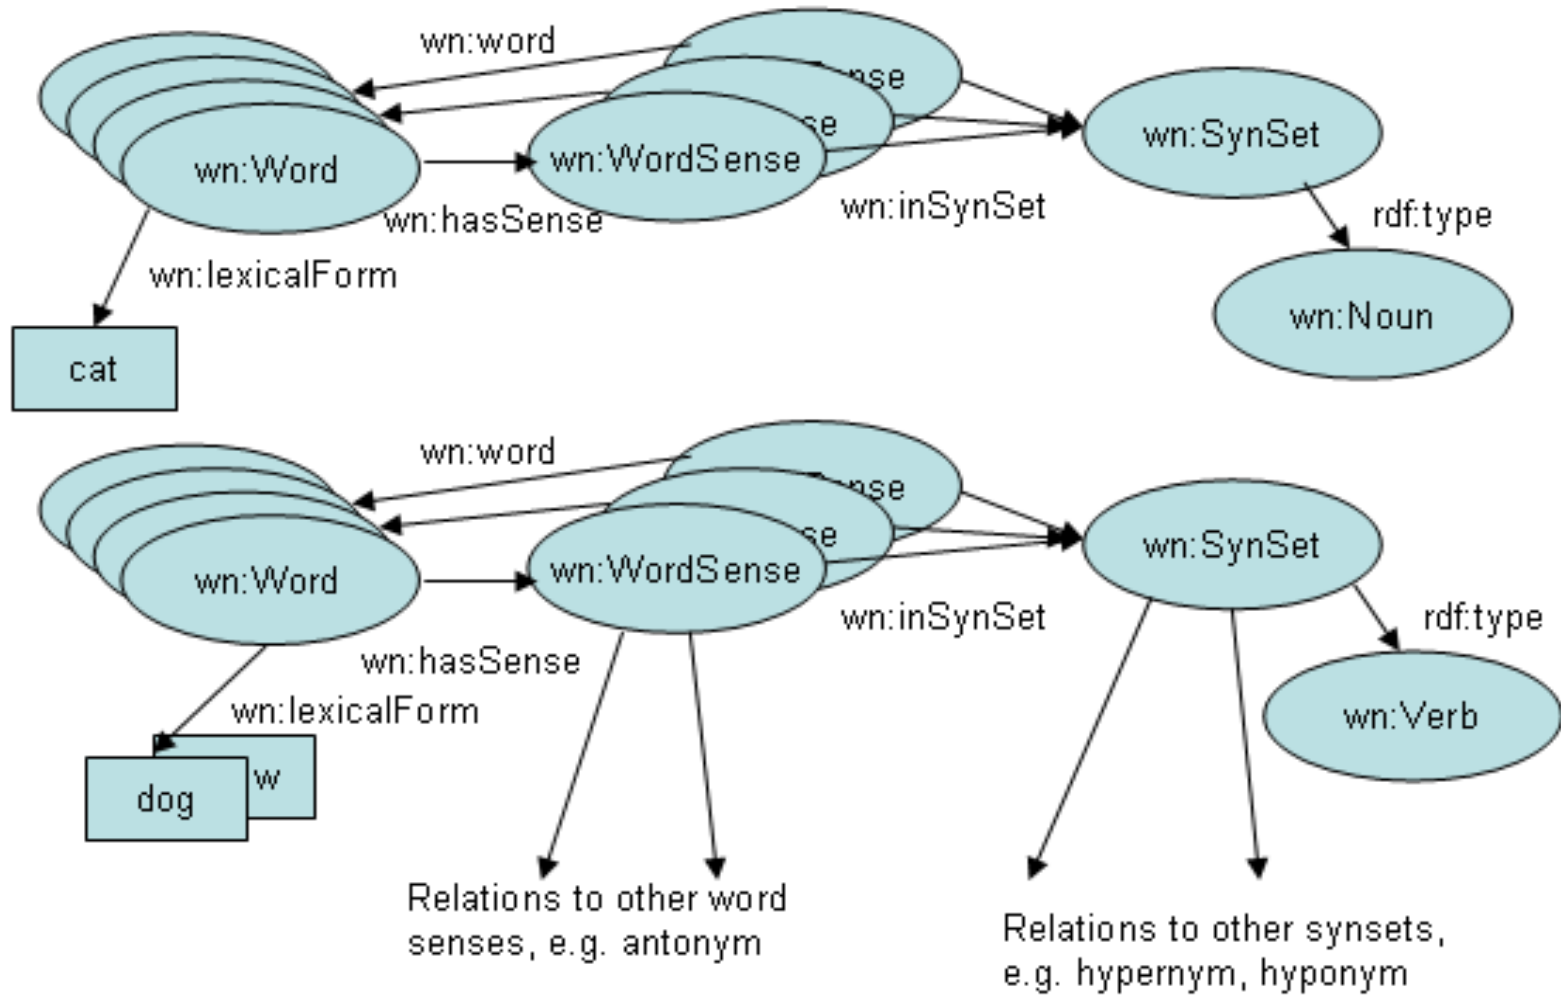 wn:word
wn:Word
wn:WordSense
wn:SynSet
wn:hasSense
wn:inSynSet
rdf:type
wn:lexicalForm
wn:Noun
cat
wn:word
wn:Word
wn:WordSense
wn:SynSet
wn:hasSense
wn:inSynSet
rdf:type
wn:lexicalForm
wn:Verb
dog
w
Relations to other word
senses, e.g. antonym
Relations to other synsets,
e.g. hypernym, hyponym